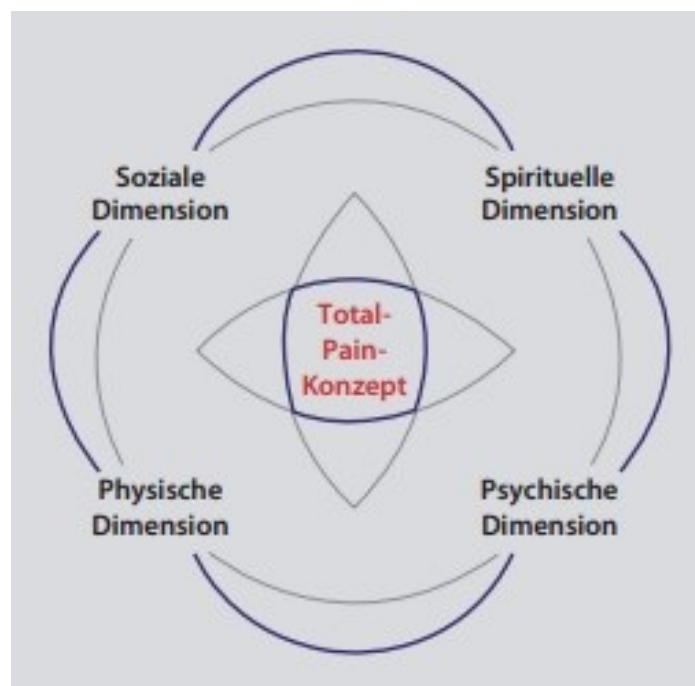 Soziale
Dimension
Spirituelle
Dimension
Total-
Pain-
Konzept
Physische
Dimension
Psychische
Dimension